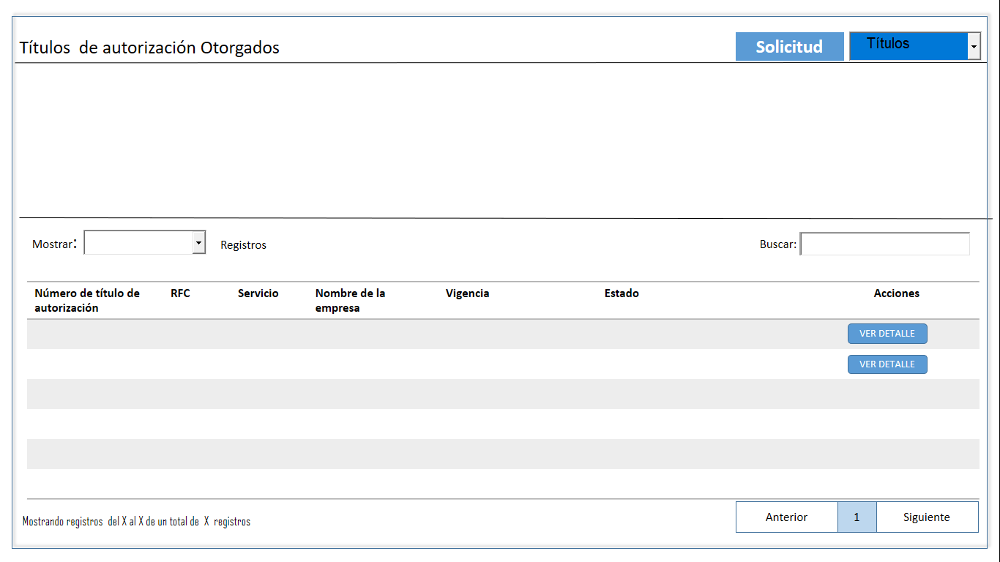 Títulos  de autorización Otorgados
Solicitud
Títulos
Mostrar:
Registros
Buscar:
Número de título de autorización
RFC
Servicio
Nombre de la empresa
Vigencia
Estado
Acciones
VER DETALLE
VER DETALLE
Mostrando registros  del X al X de un total de  X  registros
Anterior
1
Siguiente